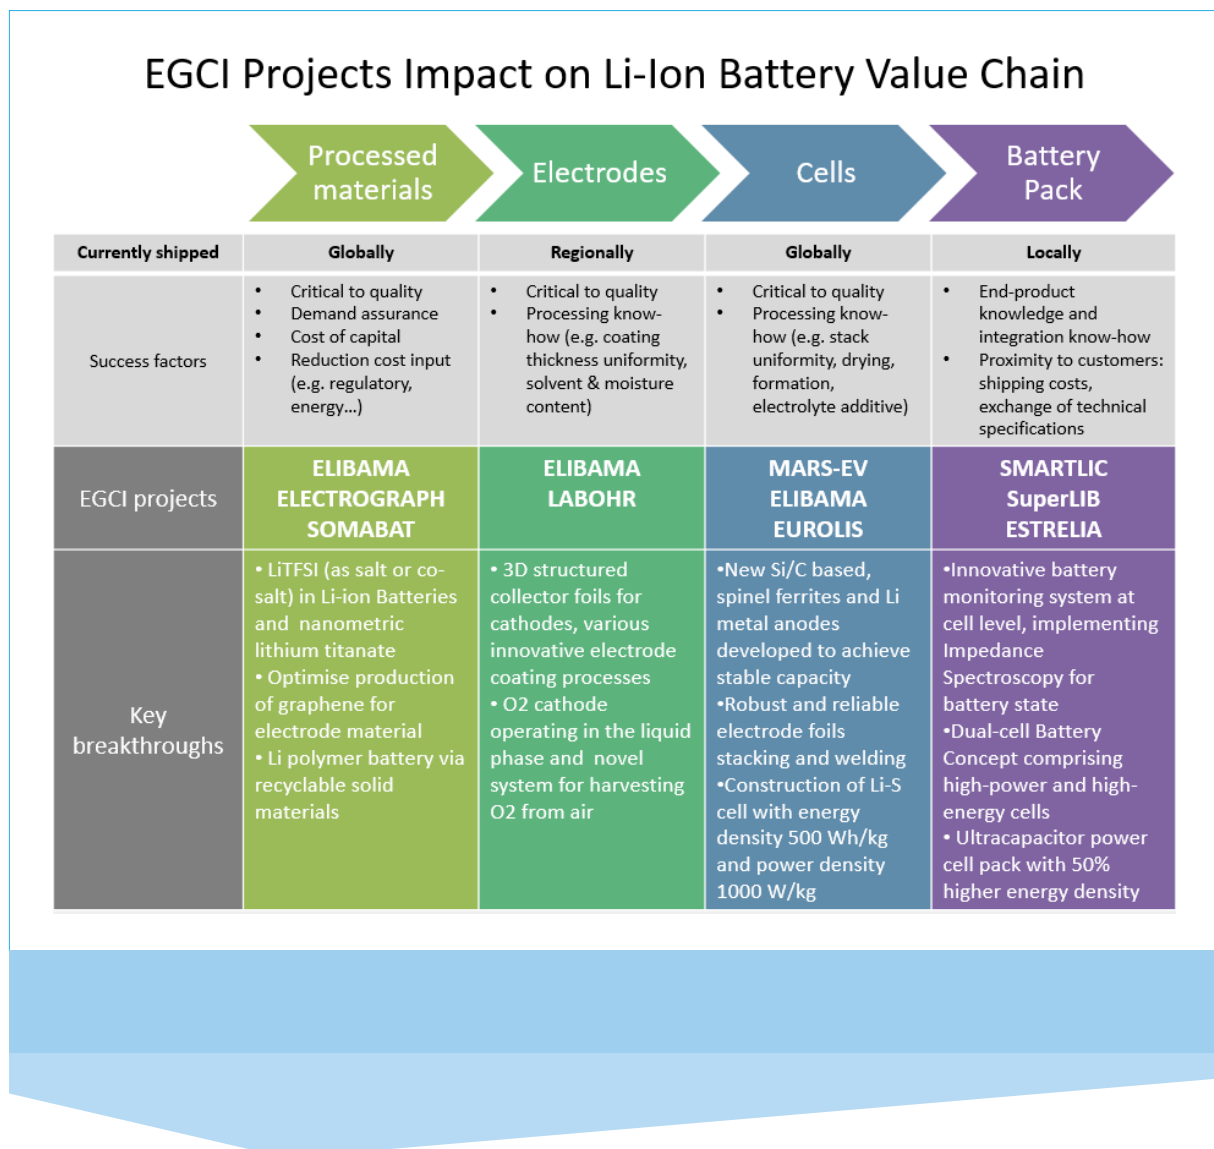 EGCI Projects Impact on Li-Ion Battery Value Chain
Processed
materials
Electrodes
Cells
Battery
Pack
Currently shipped
Globally
Regionally
Globally
Locally
Success factors
• Critical to quality
• Demand assurance
• Cost of capital
• Reduction cost input
(e.g. regulatory,
energy...)
• Critical to quality
• Processing know-
how (e.g. coating
thickness uniformity,
solvent & moisture
content)
• Critical to quality
• Processing know-
how (e.g. stack
uniformity, drying,
formation,
electrolyte additive)
• End-product
knowledge and
integration know-how
• Proximity to customers:
shipping costs,
exchange of technical
specifications
EGCI projects
ELIBAMA
ELECTROGRAPH
SOMABAT
ELIBAMA
LABOHR
MARS-EV
ELIBAMA
EUROLIS
SMARTLIC
SuperLIB
ESTRELIA
Key
breakthroughs
• LiTFSI (as salt or co-
salt) in Li-ion Batteries
and nanometric
lithium titanate
• Optimise production
of graphene for
electrode material
• Li polymer battery via
recyclable solid
materials
• 3D structured
collector foils for
cathodes, various
innovative electrode
coating processes
• O2 cathode
operating in the liquid
phase and novel
system for harvesting
O2 from air
•New Si/C based,
spinel ferrites and Li
metal anodes
developed to achieve
stable capacity
•Robust and reliable
electrode foils
stacking and welding
•Construction of Li-S
cell with energy
density 500 Wh/kg
and power density
1000 W/kg
•Innovative battery
monitoring system at
cell level, implementing
Impedance
Spectroscopy for
battery state
•Dual-cell Battery
Concept comprising
high-power and high-
energy cells
• Ultracapacitor power
cell pack with 50%
higher energy density